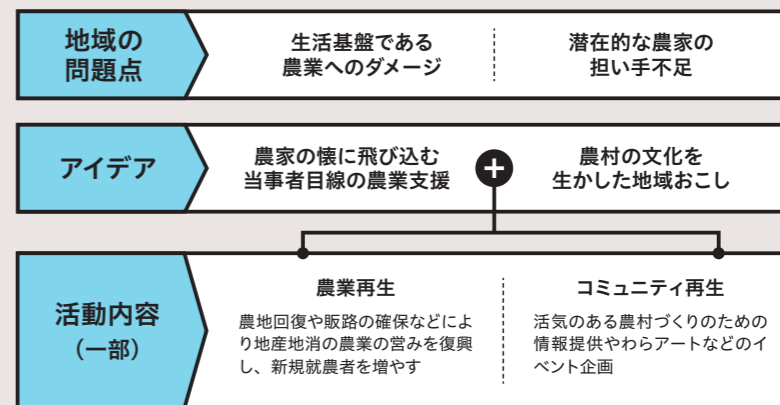 地域の
問題点
生活基盤である
農業へのダメージ
潜在的な農家の
担い手不足
アイデア
農家の懐に飛び込む
当事者目線の農業支援
+
農村の文化を
生かした地域おこし
活動内容
（一部）
農業再生
農地回復や販路の確保などによ
り地産地消の農業の営みを復興
し、新規就農者を増やす
コミュニティ再生
活気のある農村づくりのための
情報提供やわらアートなどのイ
ベント企画